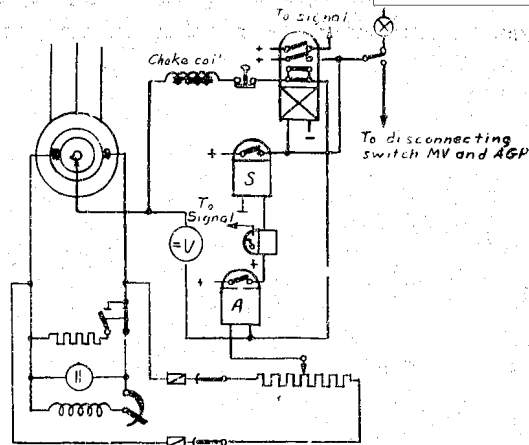 To signal
Choke coil
To disconnecting
switch MV and AGP
S
To
Signal
=V
A